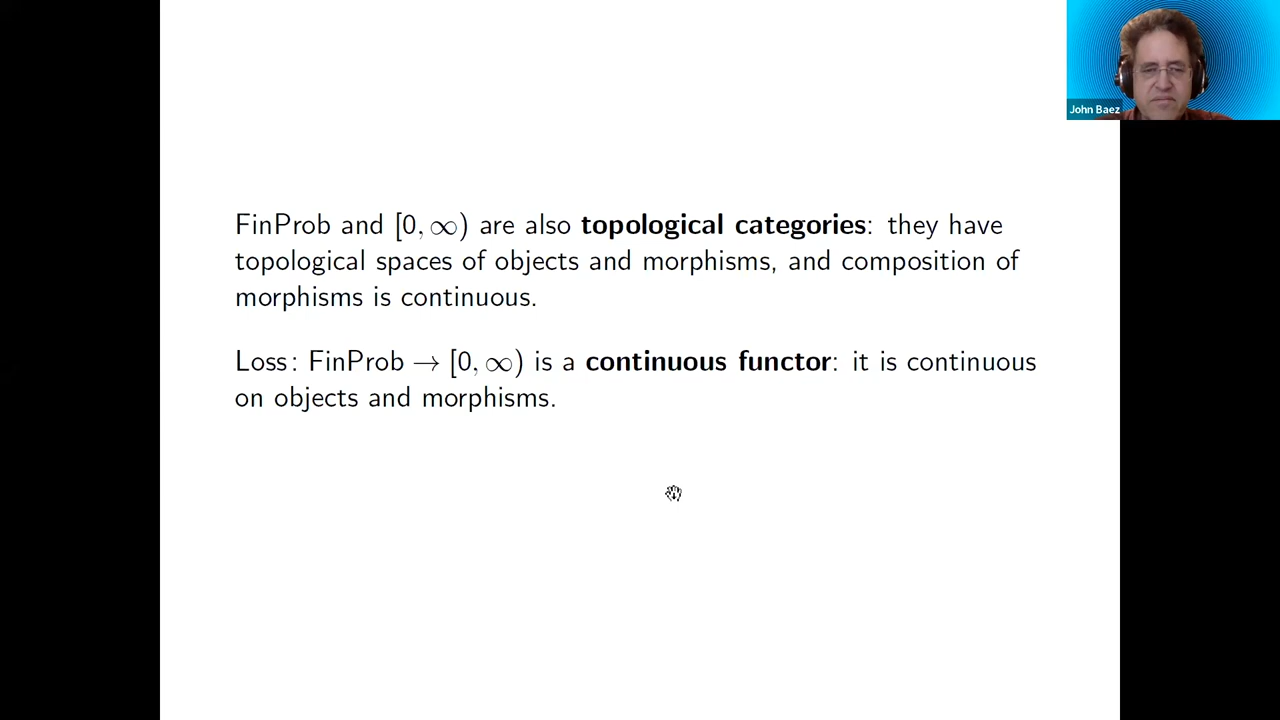 John Baez
FinProb and [0, ∞) are also topological categories: they have
topological spaces of objects and morphisms, and composition of
morphisms is continuous.
Loss: FinProb → [0, ∞) is a continuous functor: it is continuous
on objects and morphisms.